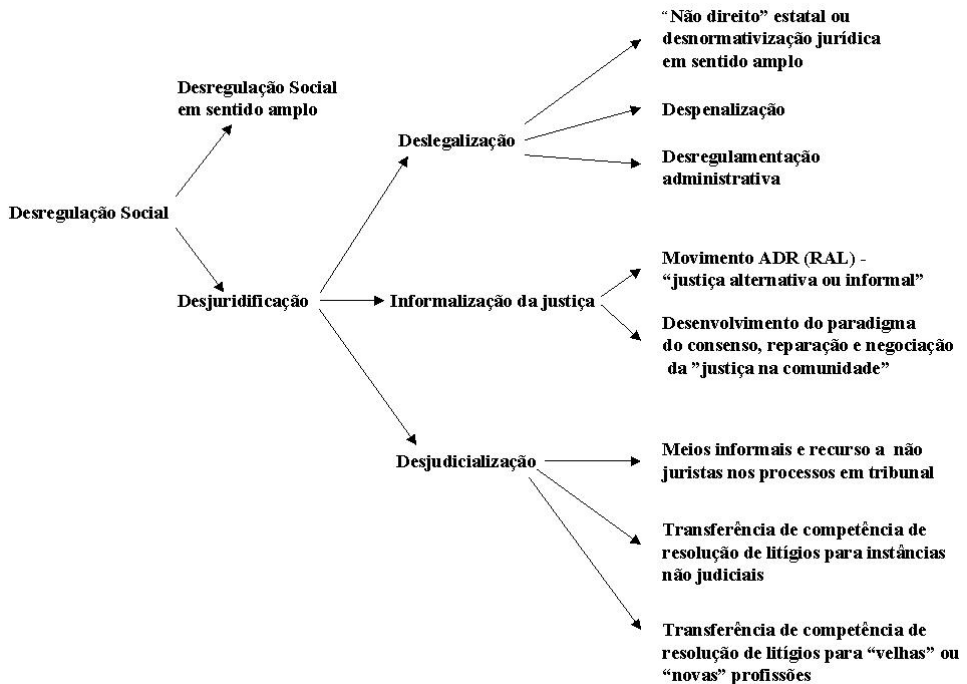 “Não direito” estatal ou
desnormativização jurídica
em sentido amplo
Desregulação Social
em sentido amplo
Despenalização
Deslegalização
Desregulamentação
administrativa
Desregulação Social
Movimento ADR (RAL) -
“justiça alternativa ou informal”
Desjuridificação
Informalização da justiça
Desenvolvimento do paradigma
do consenso, reparação e negociação
da ”justiça na comunidade”
Desjudicialização
Meios informais e recurso a não
juristas nos processos em tribunal
Transferência de competência de
resolução de litígios para instâncias
não judiciais
Transferência de competência de
resolução de litígios para “velhas” ou
“novas” profissões